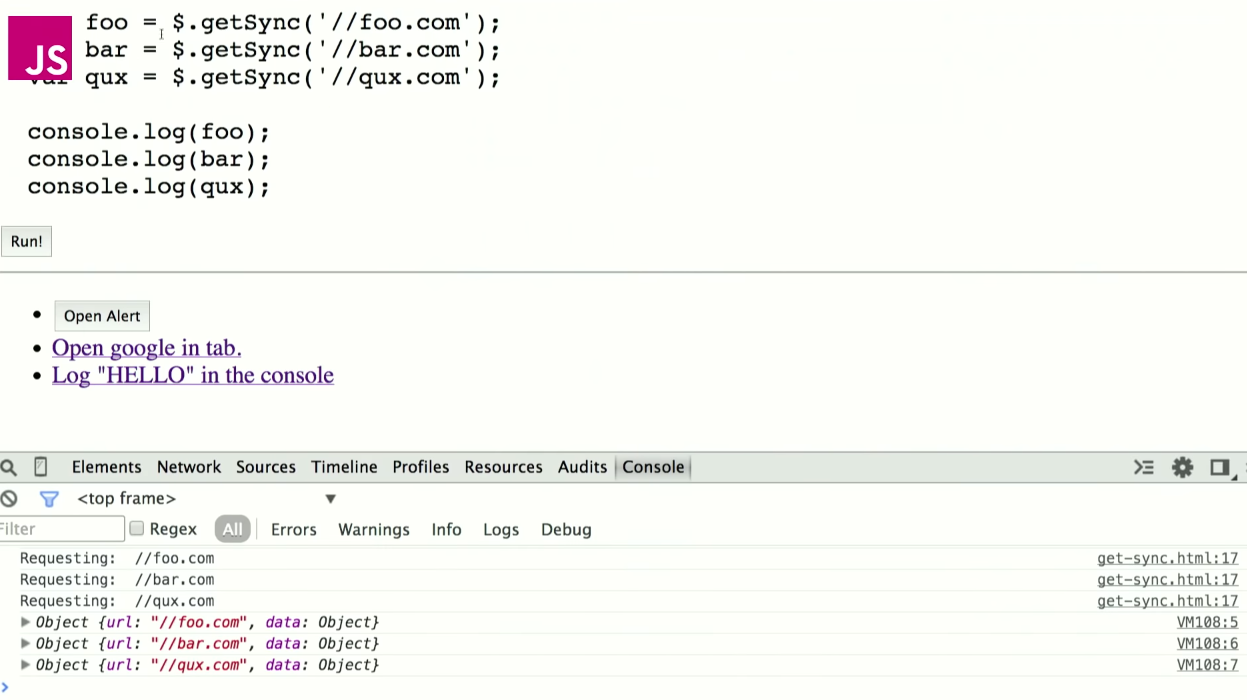 foo = $.getSync('//foo.com');
JS
bar = $.getSync('//bar.com');
var qux = $.getSync('//qux.com');
console.log(foo);
console.log(bar);
console.log(qux);
Run!
Open Alert
Open google in tab.
Log "HELLO" in the console
Elements Network Sources Timeline Profiles Resources Audits Console
<top frame>
Filter Regex All Errors Warnings Info Logs Debug
Requesting: //foo.com get-sync.html:17
Requesting: //bar.com get-sync.html:17
Requesting: //qux.com get-sync.html:17
Object {url: "//foo.com", data: Object} VM108:5
Object {url: "//bar.com", data: Object} VM108:6
Object {url: "//qux.com", data: Object} VM108:7